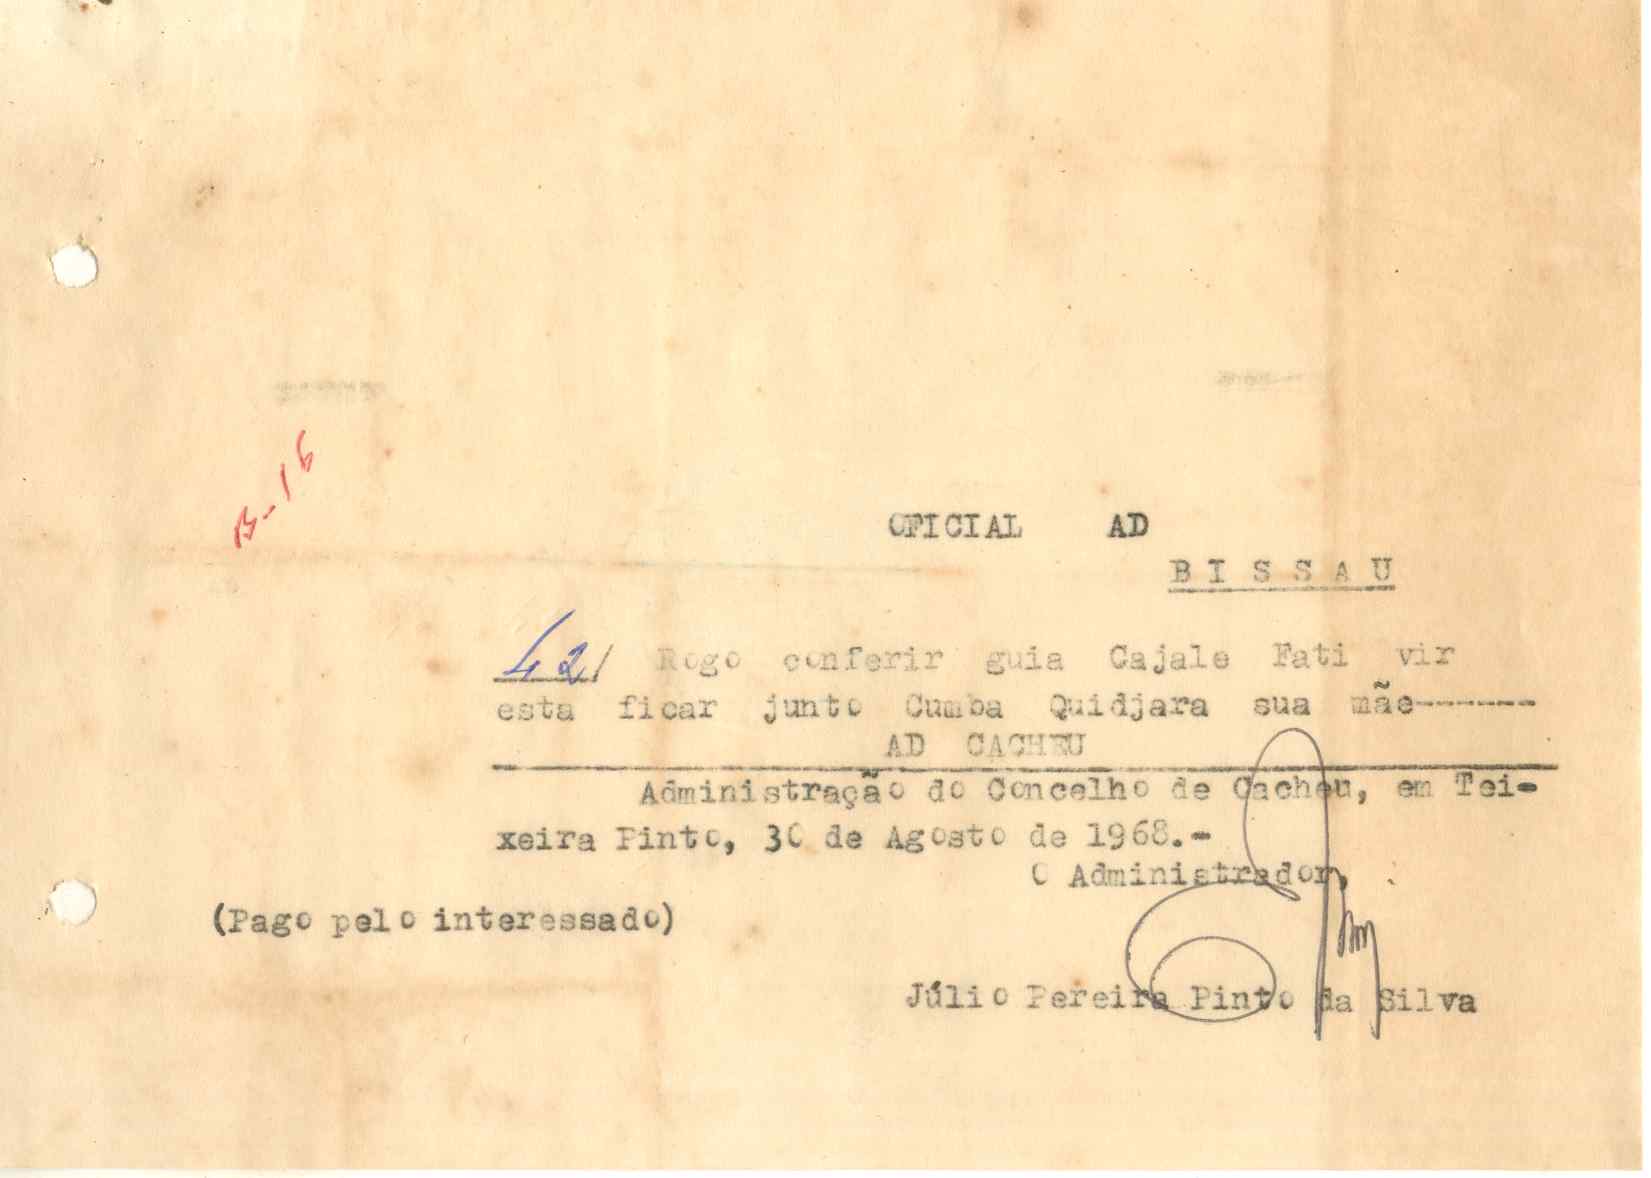 B-16
OFICIAL AD
BISSAU
421 Rogo conferir guia Cajale Fati vir
esta ficar junto Cumba Quidjara sua mãe------
AD CACHEU
Administração do Concelho de Cacheu, em Tei-
xeira Pinto, 30 de Agosto de 1968.-
O Administrador,
(Pago pelo interessado)
Júlio Pereira Pinto da Silva